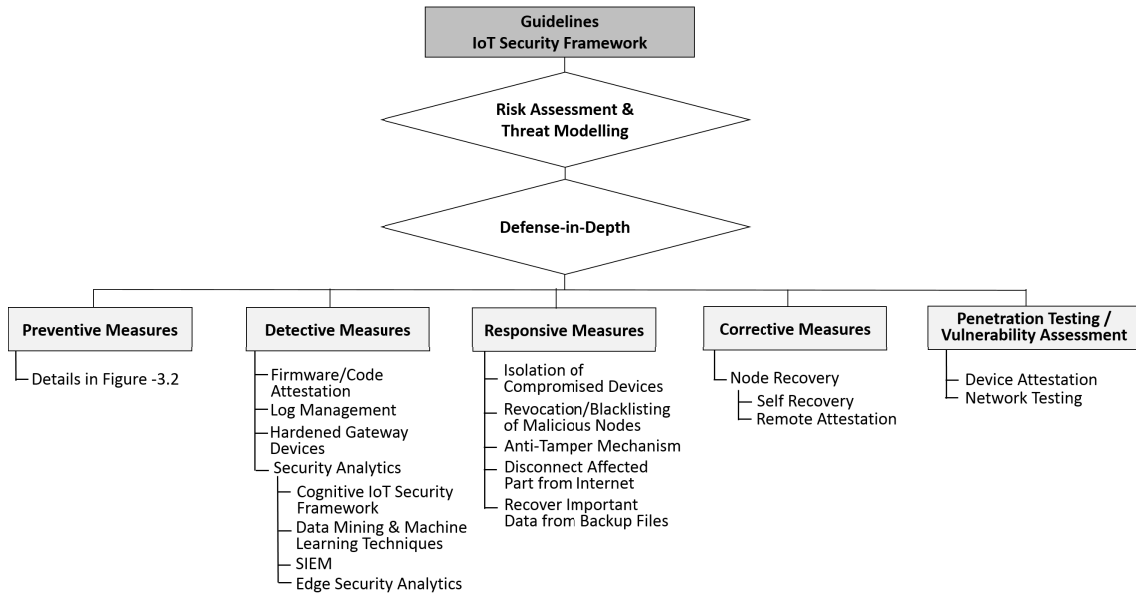 Guidelines
IoT Security Framework
Risk Assessment &
Threat Modelling
Defense-in-Depth
Preventive Measures
Details in Figure -3.2
Detective Measures
Firmware/Code
Attestation
Log Management
Hardened Gateway
Devices
Security Analytics
Cognitive IoT Security
Framework
Data Mining & Machine
Learning Techniques
SIEM
Edge Security Analytics
Responsive Measures
Isolation of
Compromised Devices
Revocation/Blacklisting
of Malicious Nodes
Anti-Tamper Mechanism
Disconnect Affected
Part from Internet
Recover Important
Data from Backup Files
Corrective Measures
Node Recovery
Self Recovery
Remote Attestation
Penetration Testing /
Vulnerability Assessment
Device Attestation
Network Testing